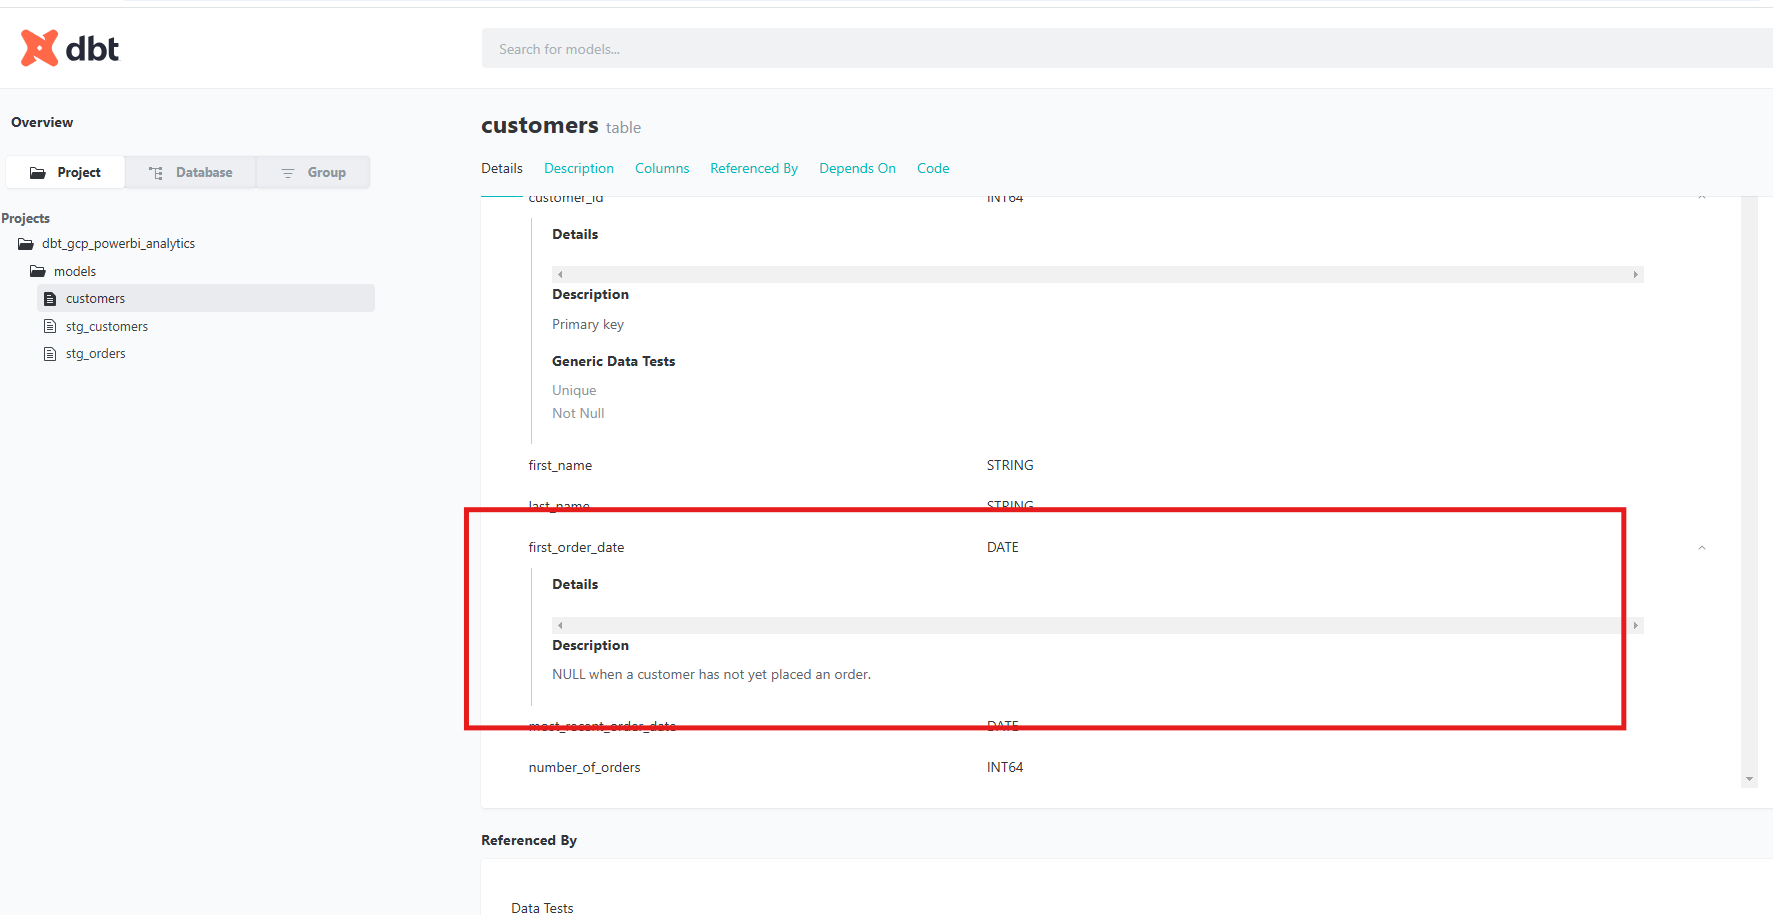 dbt
Search for models...
Overview
Project Database Group
Projects
dbt_gcp_powerbi_analytics
models
customers
stg_customers
stg_orders
customers table
Details Description Columns Referenced By Depends On Code
customer_id INT64
Details
Description
Primary key
Generic Data Tests
Unique
Not Null
first_name STRING
last_name STRING
first_order_date DATE
Details
Description
NULL when a customer has not yet placed an order.
most_recent_order_date DATE
number_of_orders INT64
Referenced By
Data Tests